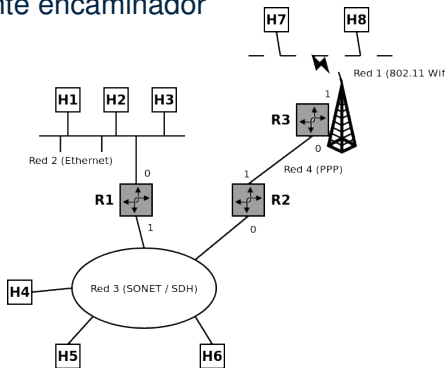 nte encaminador
H7 H8
Red 1 (802.11 Wif
1
H1 H2 H3
R3
0
Red 2 (Ethernet)
Red 4 (PPP)
0 1
R1 R2
1 0
H4
Red 3 (SONET / SDH)
H5 H6